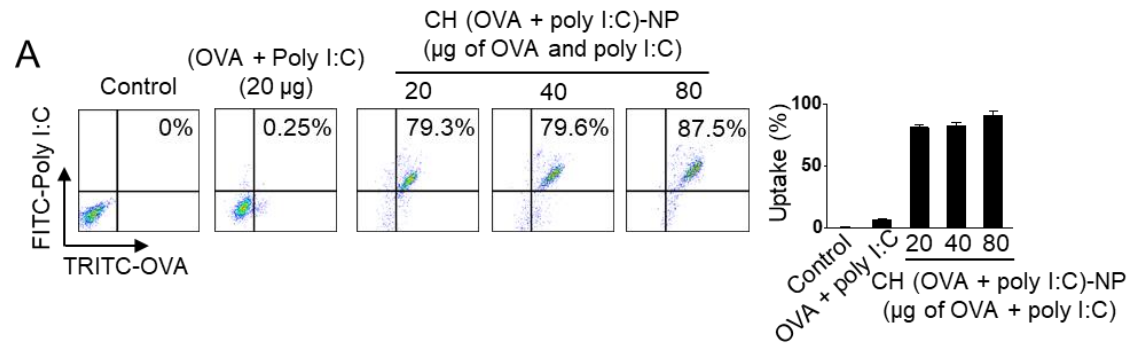 A
CH (OVA + poly I:C)-NP
(µg of OVA and poly I:C)
(OVA + Poly I:C)
(20 µg)
Control
20
40
80
0%
0.25%
79.3%
79.6%
87.5%
FITC-Poly I:C
TRITC-OVA
Uptake (%)
100
50
0
Control
OVA + poly I:C
20 40 80
CH (OVA + poly I:C)-NP
(µg of OVA + poly I:C)